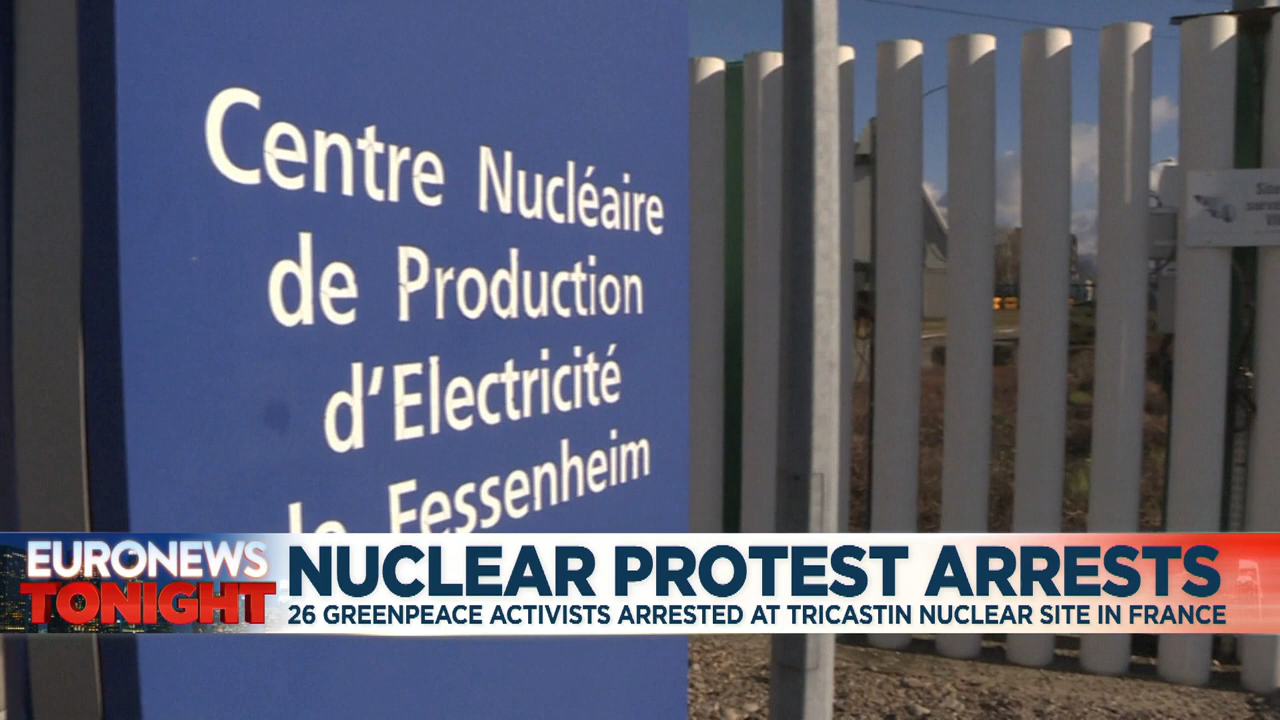 Centre Nucléaire
de Production
d'Electricité
de Fessenheim
EURONEWS
TONIGHT
NUCLEAR PROTEST ARRESTS
26 GREENPEACE ACTIVISTS ARRESTED AT TRICASTIN NUCLEAR SITE IN FRANCE